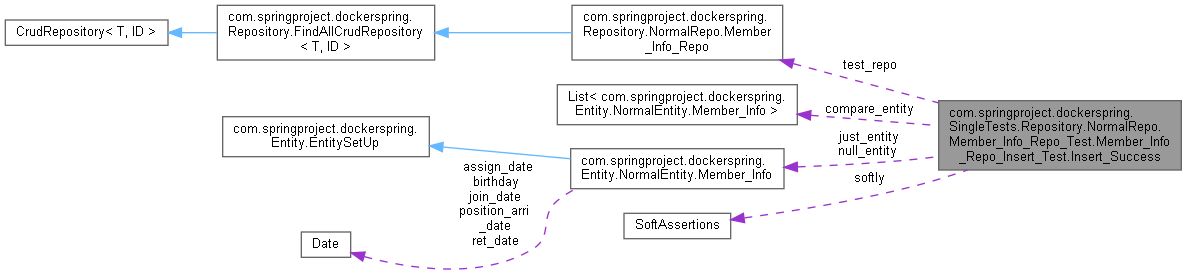 CrudRepository< T, ID >
com.springproject.dockerspring.
Repository.FindAllCrudRepository
< T, ID >
com.springproject.dockerspring.
Repository.NormalRepo.Member
_Info_Repo
test_repo
List< com.springproject.dockerspring.
Entity.NormalEntity.Member_Info >
compare_entity
com.springproject.dockerspring.
SingleTests.Repository.NormalRepo.
Member_Info_Repo_Test.Member_Info
_Repo_Insert_Test.Insert_Success
com.springproject.dockerspring.
Entity.EntitySetUp
just_entity
null_entity
com.springproject.dockerspring.
Entity.NormalEntity.Member_Info
assign_date
birthday
join_date
position_arri
_date
ret_date
softly
SoftAssertions
Date